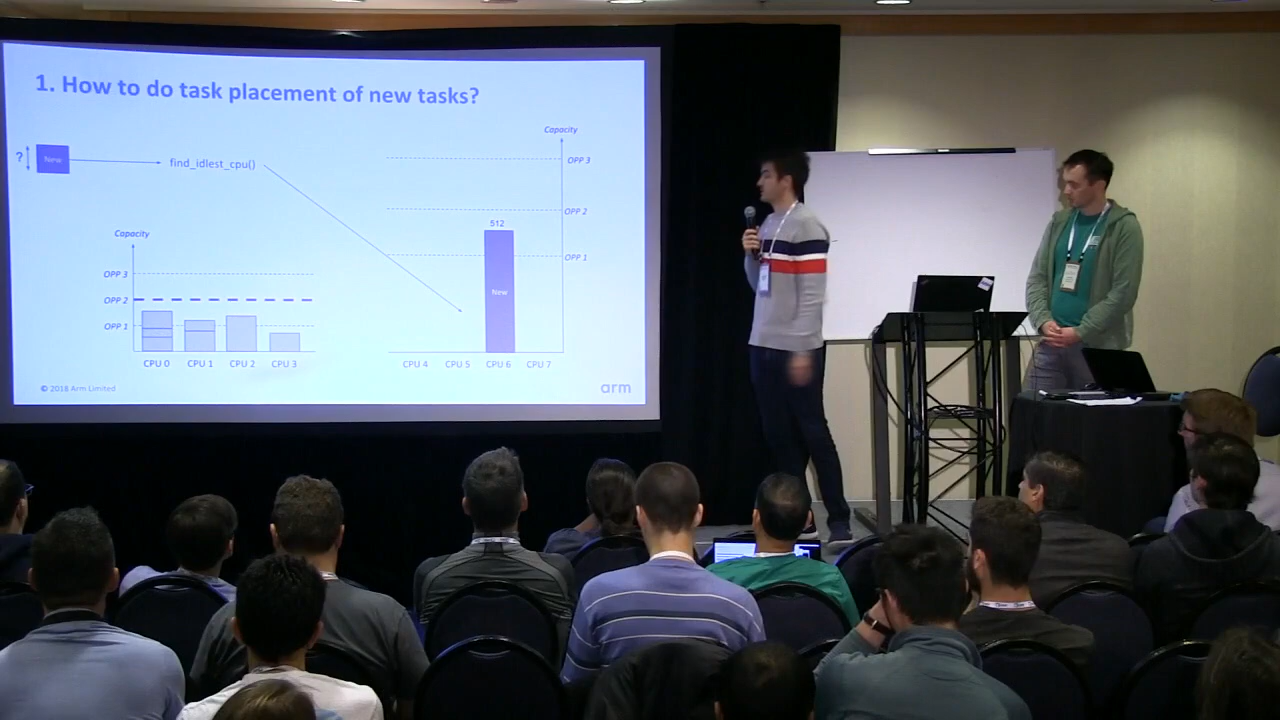 1. How to do task placement of new tasks?
?
New
find_idlest_cpu()
Capacity
OPP 3
OPP 2
OPP 1
512
New
CPU 4 CPU 5 CPU 6 CPU 7
Capacity
OPP 3
OPP 2
OPP 1
CPU 0 CPU 1 CPU 2 CPU 3
© 2018 Arm Limited
arm